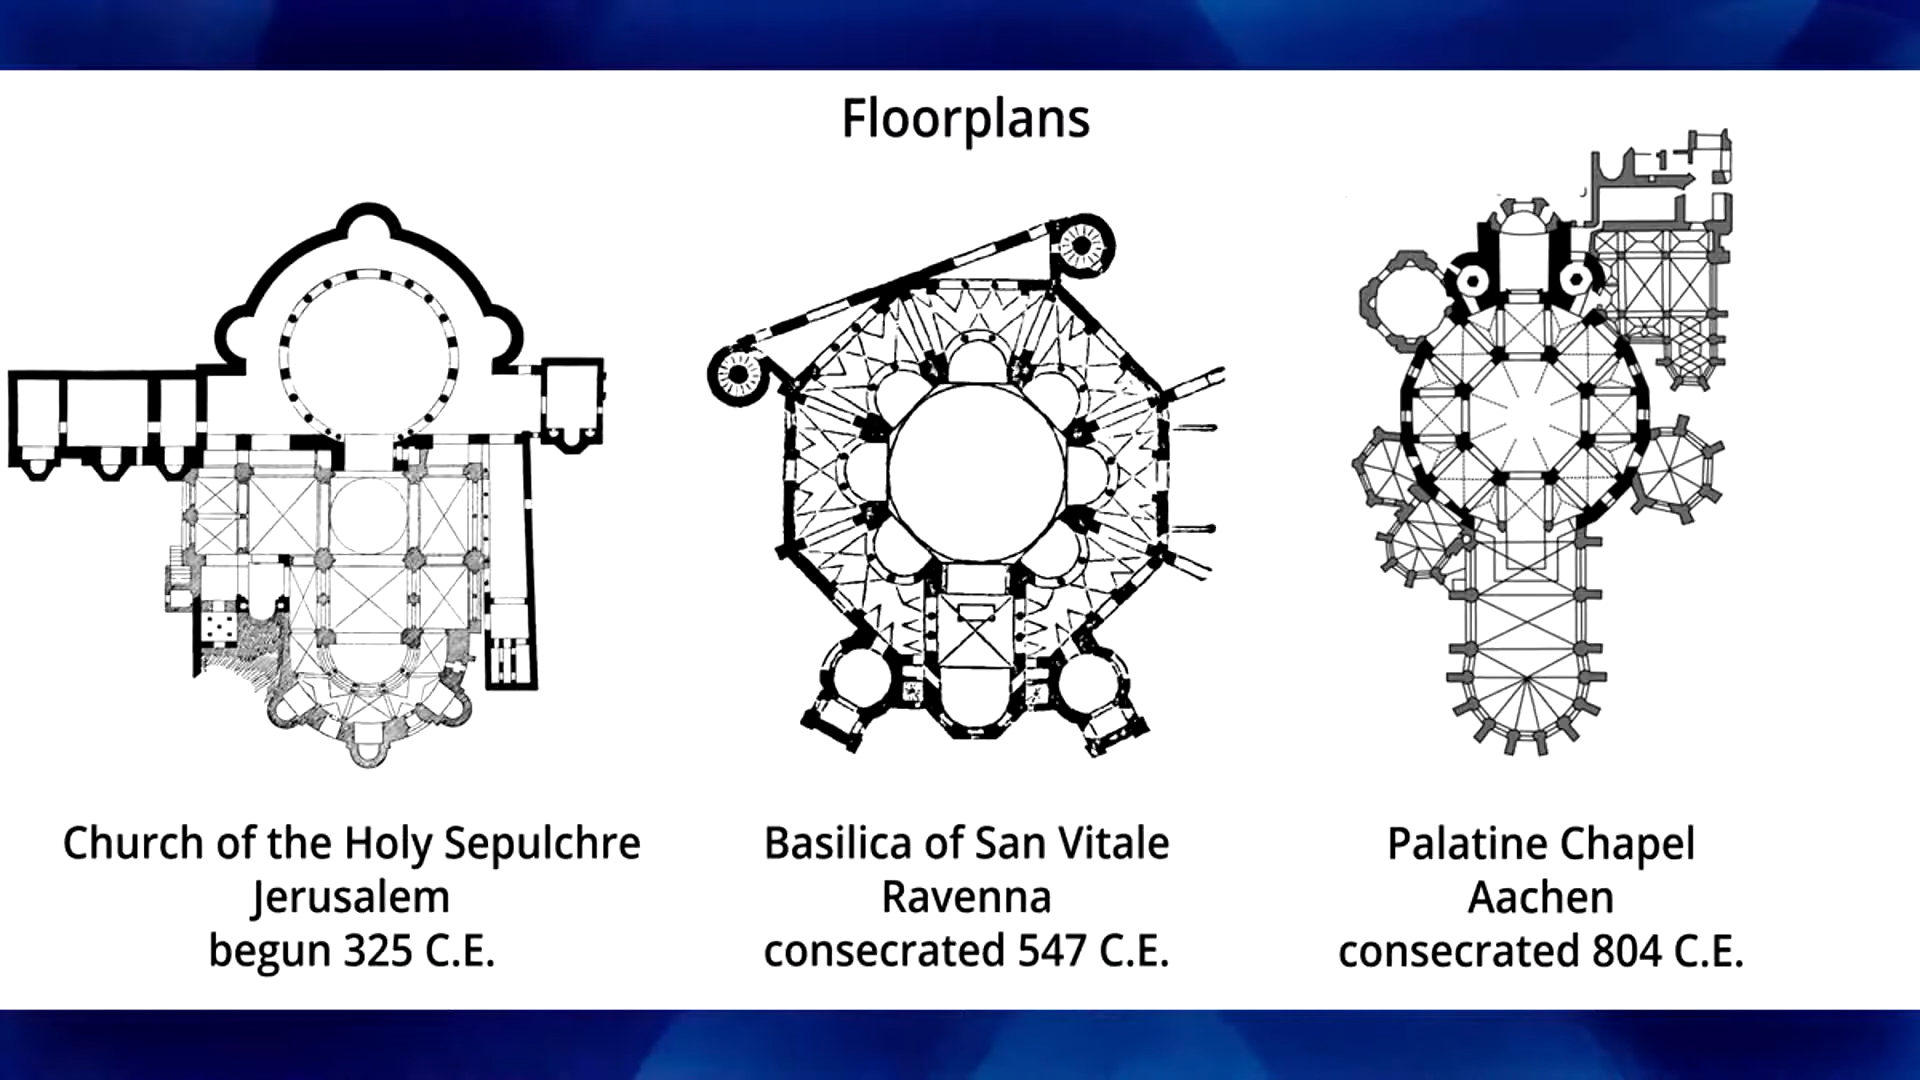 Floorplans
Church of the Holy Sepulchre
Jerusalem
begun 325 C.E.
Basilica of San Vitale
Ravenna
consecrated 547 C.E.
Palatine Chapel
Aachen
consecrated 804 C.E.